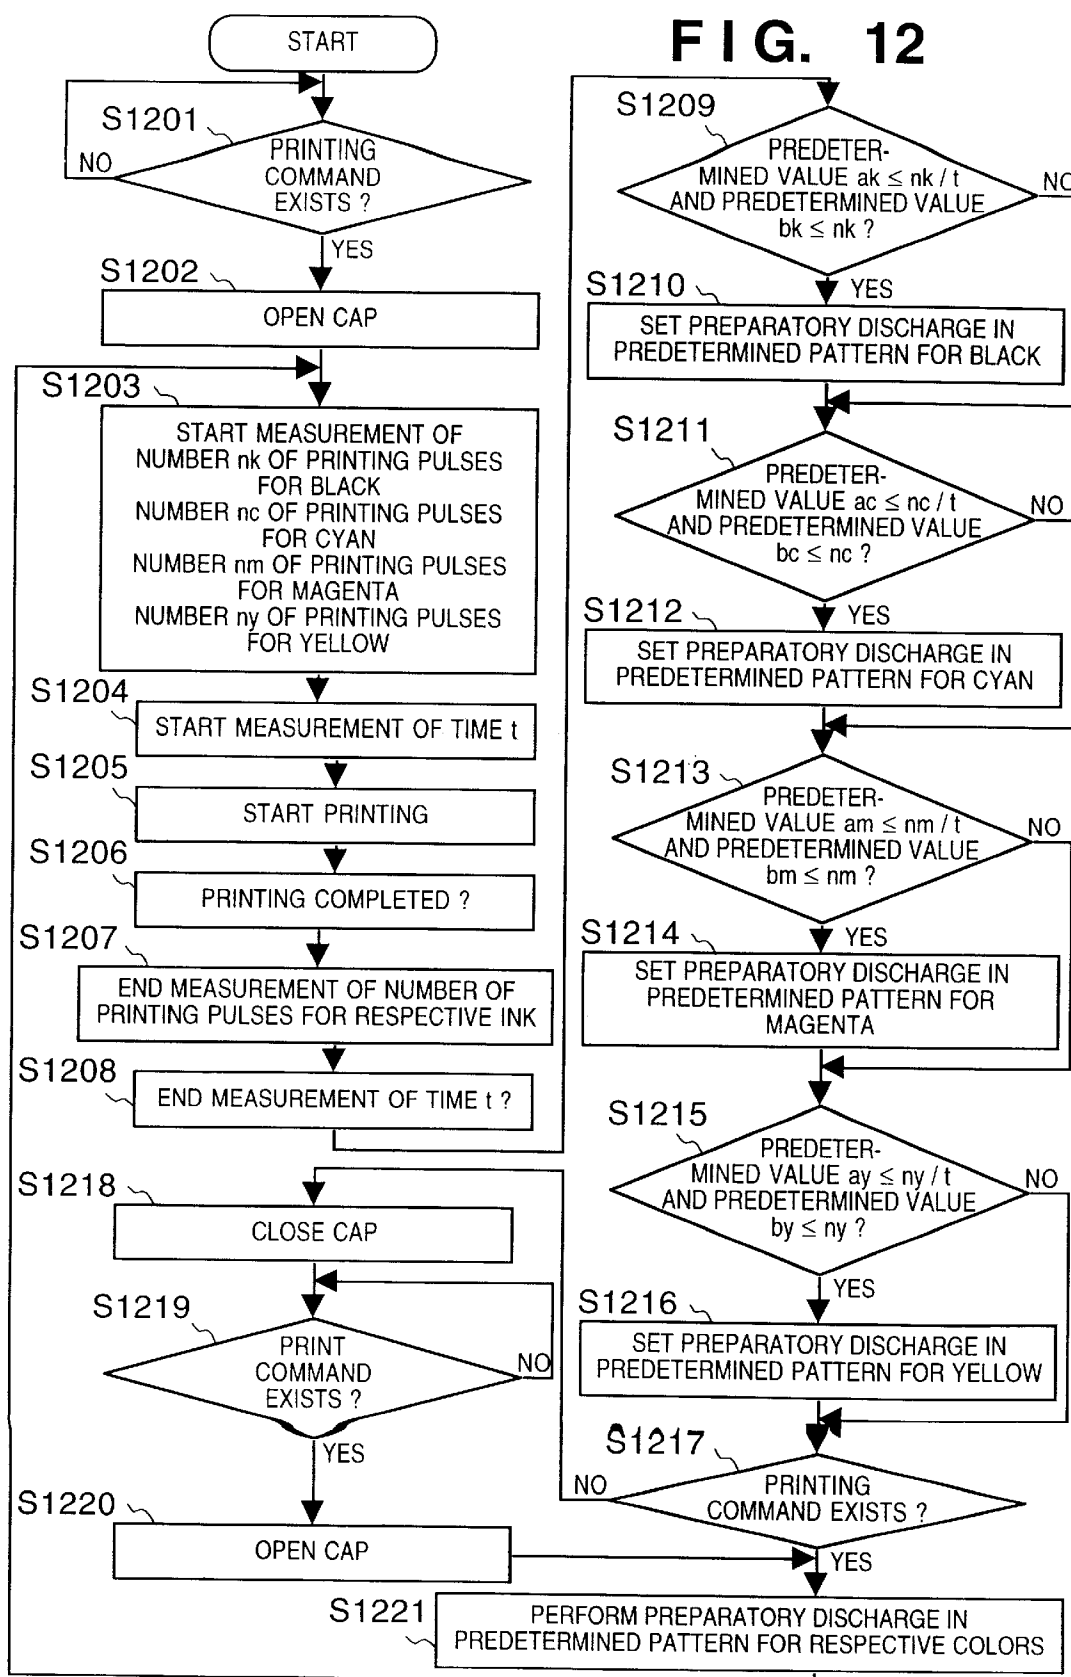 FIG. 12
START
S1201
PRINTING
COMMAND
EXISTS ?
NO
YES
S1202
OPEN CAP
S1203
START MEASUREMENT OF
NUMBER nk OF PRINTING PULSES
FOR BLACK
NUMBER nc OF PRINTING PULSES
FOR CYAN
NUMBER nm OF PRINTING PULSES
FOR MAGENTA
NUMBER ny OF PRINTING PULSES
FOR YELLOW
S1204
START MEASUREMENT OF TIME t
S1205
START PRINTING
S1206
PRINTING COMPLETED ?
S1207
END MEASUREMENT OF NUMBER OF
PRINTING PULSES FOR RESPECTIVE INK
S1208
END MEASUREMENT OF TIME t ?
S1209
PREDETER-
MINED VALUE ak ≤ nk / t
AND PREDETERMINED VALUE
bk ≤ nk ?
NO
YES
S1210
SET PREPARATORY DISCHARGE IN
PREDETERMINED PATTERN FOR BLACK
S1211
PREDETER-
MINED VALUE ac ≤ nc / t
AND PREDETERMINED VALUE
bc ≤ nc ?
NO
YES
S1212
SET PREPARATORY DISCHARGE IN
PREDETERMINED PATTERN FOR CYAN
S1213
PREDETER-
MINED VALUE am ≤ nm / t
AND PREDETERMINED VALUE
bm ≤ nm ?
NO
YES
S1214
SET PREPARATORY DISCHARGE IN
PREDETERMINED PATTERN FOR
MAGENTA
S1215
PREDETER-
MINED VALUE ay ≤ ny / t
AND PREDETERMINED VALUE
by ≤ ny ?
NO
YES
S1216
SET PREPARATORY DISCHARGE IN
PREDETERMINED PATTERN FOR YELLOW
S1217
PRINTING
COMMAND EXISTS ?
NO
YES
S1218
CLOSE CAP
S1219
PRINT
COMMAND
EXISTS ?
NO
YES
S1220
OPEN CAP
S1221
PERFORM PREPARATORY DISCHARGE IN
PREDETERMINED PATTERN FOR RESPECTIVE COLORS